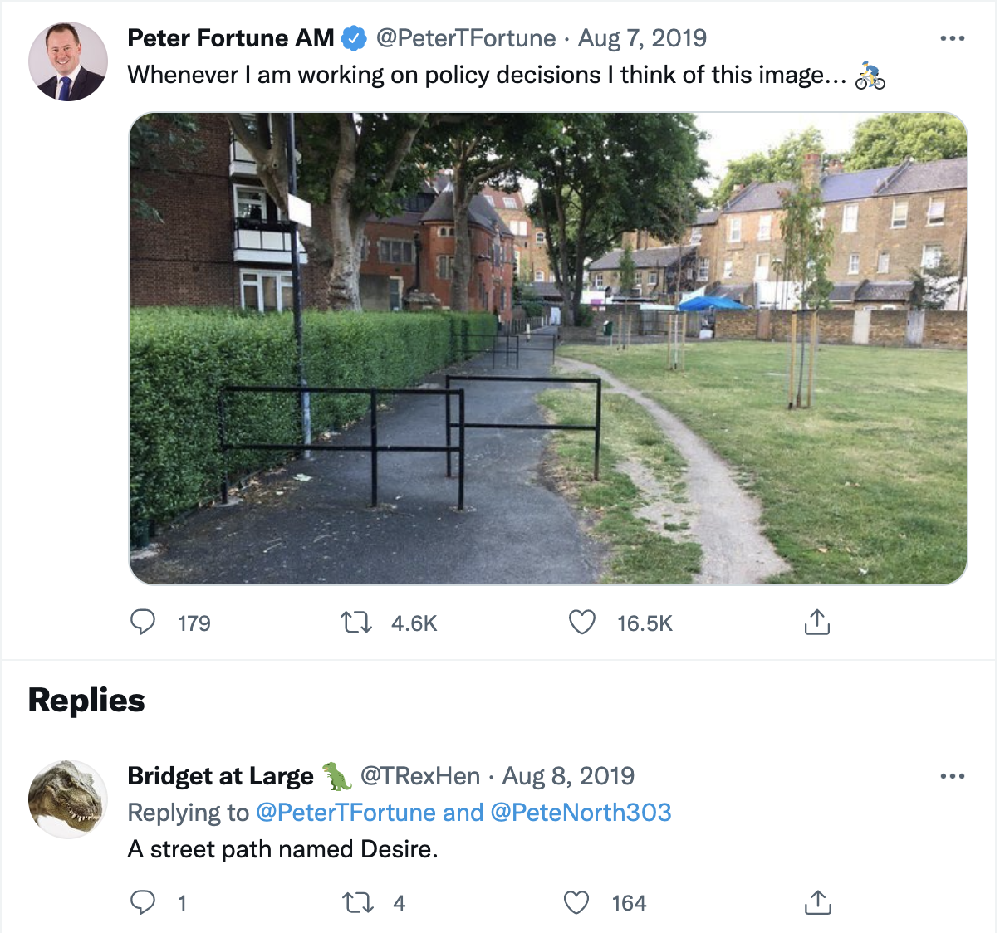 Peter Fortune AM @PeterTFortune · Aug 7, 2019
Whenever I am working on policy decisions I think of this image... 🚴
179 4.6K 16.5K
Replies
Bridget at Large 🦖 @TRexHen · Aug 8, 2019
Replying to @PeterTFortune and @PeteNorth303
A street path named Desire.
1 4 164